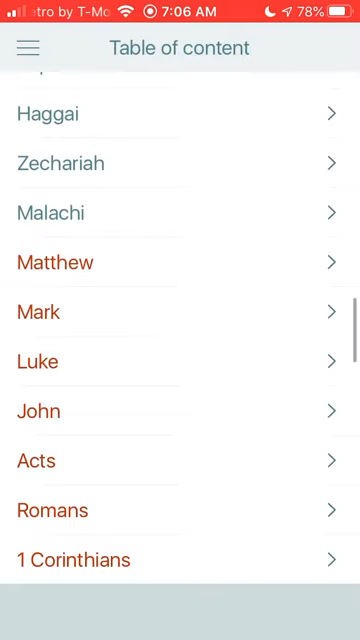 etro by T-Mo 7:06 AM 78%
Table of content
Haggai
Zechariah
Malachi
Matthew
Mark
Luke
John
Acts
Romans
1 Corinthians